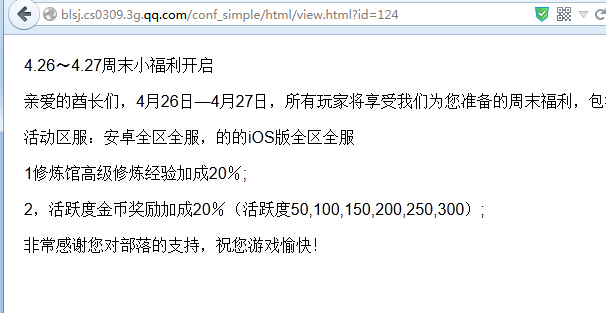 blsj.cs0309.3g.qq.com/conf_simple/html/view.html?id=124
4.26～4.27周末小福利开启
亲爱的酋长们，4月26日—4月27日，所有玩家将享受我们为您准备的周末福利，包
活动区服：安卓全区全服，的的iOS版全区全服
1修炼馆高级修炼经验加成20％;
2，活跃度金币奖励加成20％（活跃度50,100,150,200,250,300）;
非常感谢您对部落的支持，祝您游戏愉快！